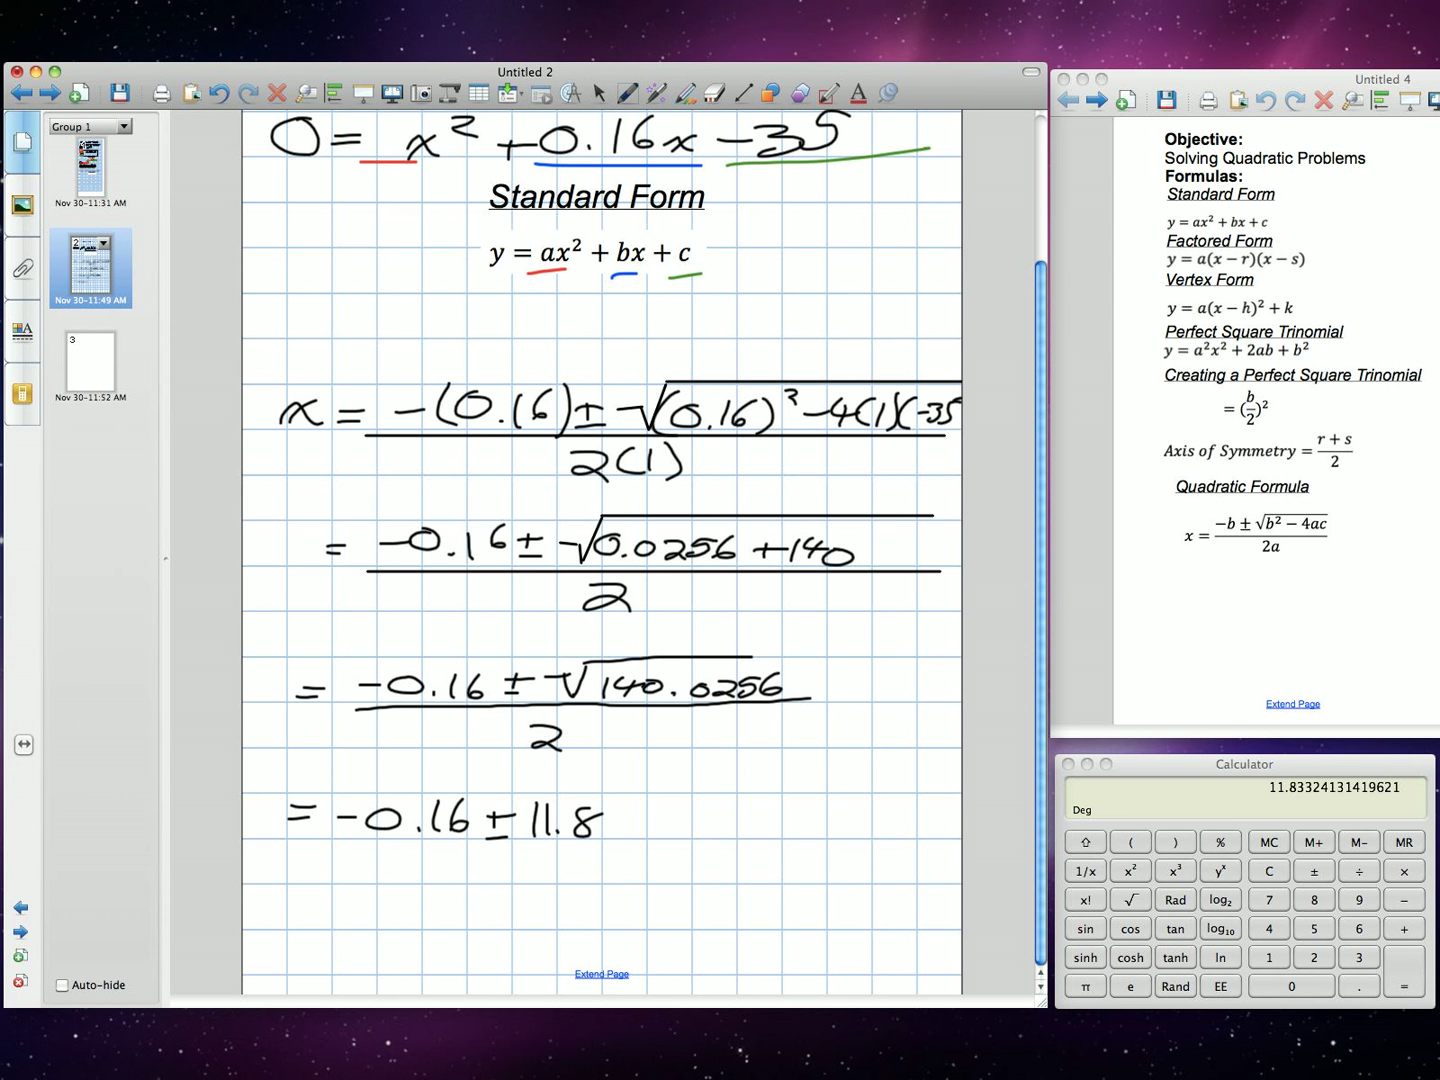 Untitled 2
Group 1
Nov 30-11:31 AM
2
Nov 30-11:49 AM
3
Nov 30-11:52 AM
Auto-hide
0 = x² + 0.16x - 35
Standard Form
y = ax² + bx + c
x = -(0.16) ± √(0.16)² - 4(1)(-35
2(1)
= -0.16 ± √0.0256 + 140
2
= -0.16 ± √140.0256
2
= -0.16 ± 11.8
Extend Page
Untitled 4
Objective:
Solving Quadratic Problems
Formulas:
Standard Form
y = ax² + bx + c
Factored Form
y = a(x − r)(x − s)
Vertex Form
y = a(x − h)² + k
Perfect Square Trinomial
y = a²x² + 2ab + b²
Creating a Perfect Square Trinomial
= (b/2)²
Axis of Symmetry = r + s
2
Quadratic Formula
x = −b ± √b² − 4ac
2a
Extend Page
Calculator
11.83324131419621
Deg
( ) % MC M+ M- MR
1/x x² x³ yˣ C ± ÷ ×
x! √ Rad log₂ 7 8 9 −
sin cos tan log₁₀ 4 5 6 +
sinh cosh tanh ln 1 2 3
π e Rand EE 0 . =